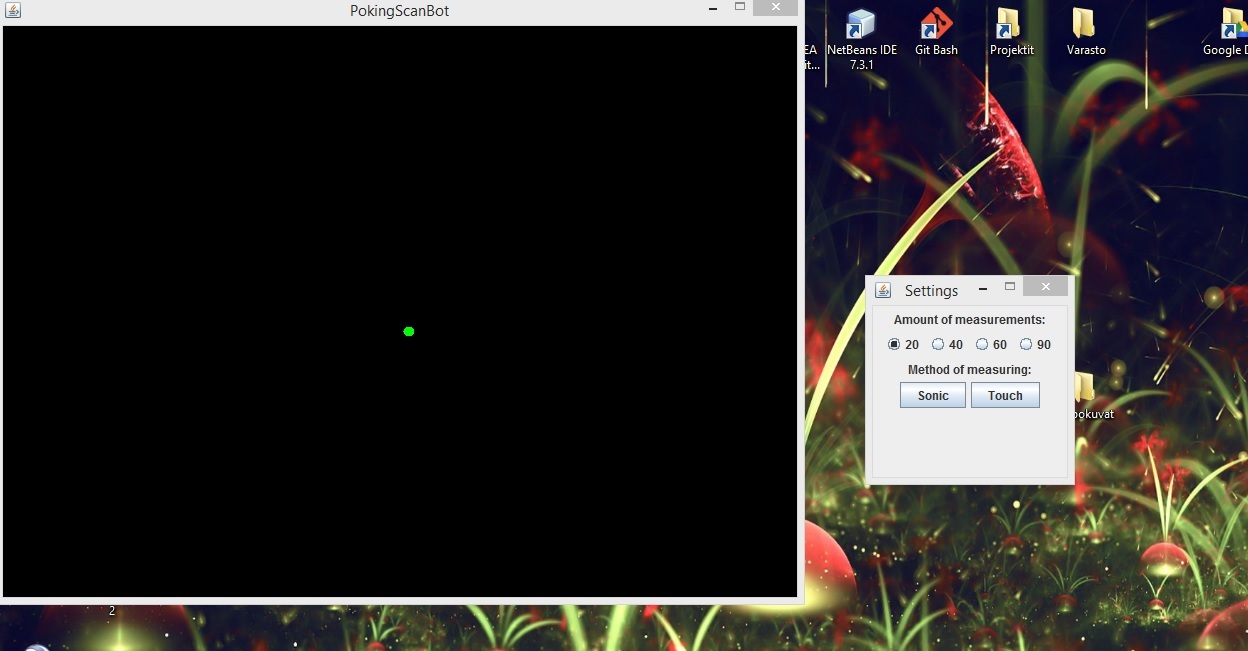 PokingScanBot
EA
it...
NetBeans IDE
7.3.1
Git Bash
Projektit
Varasto
Google D
Settings
Amount of measurements:
20 40 60 90
Method of measuring:
Sonic Touch
okuvat
2